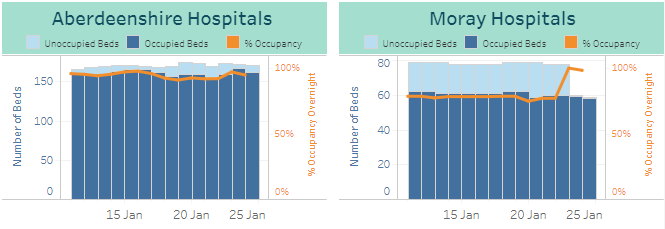 Aberdeenshire Hospitals
Unoccupied Beds Occupied Beds % Occupancy
Number of Beds
150
100
50
0
100%
50%
0%
% Occupancy Overnight
15 Jan 20 Jan 25 Jan
Moray Hospitals
Unoccupied Beds Occupied Beds % Occupancy
Number of Beds
80
60
40
20
0
100%
50%
0%
% Occupancy Overnight
15 Jan 20 Jan 25 Jan